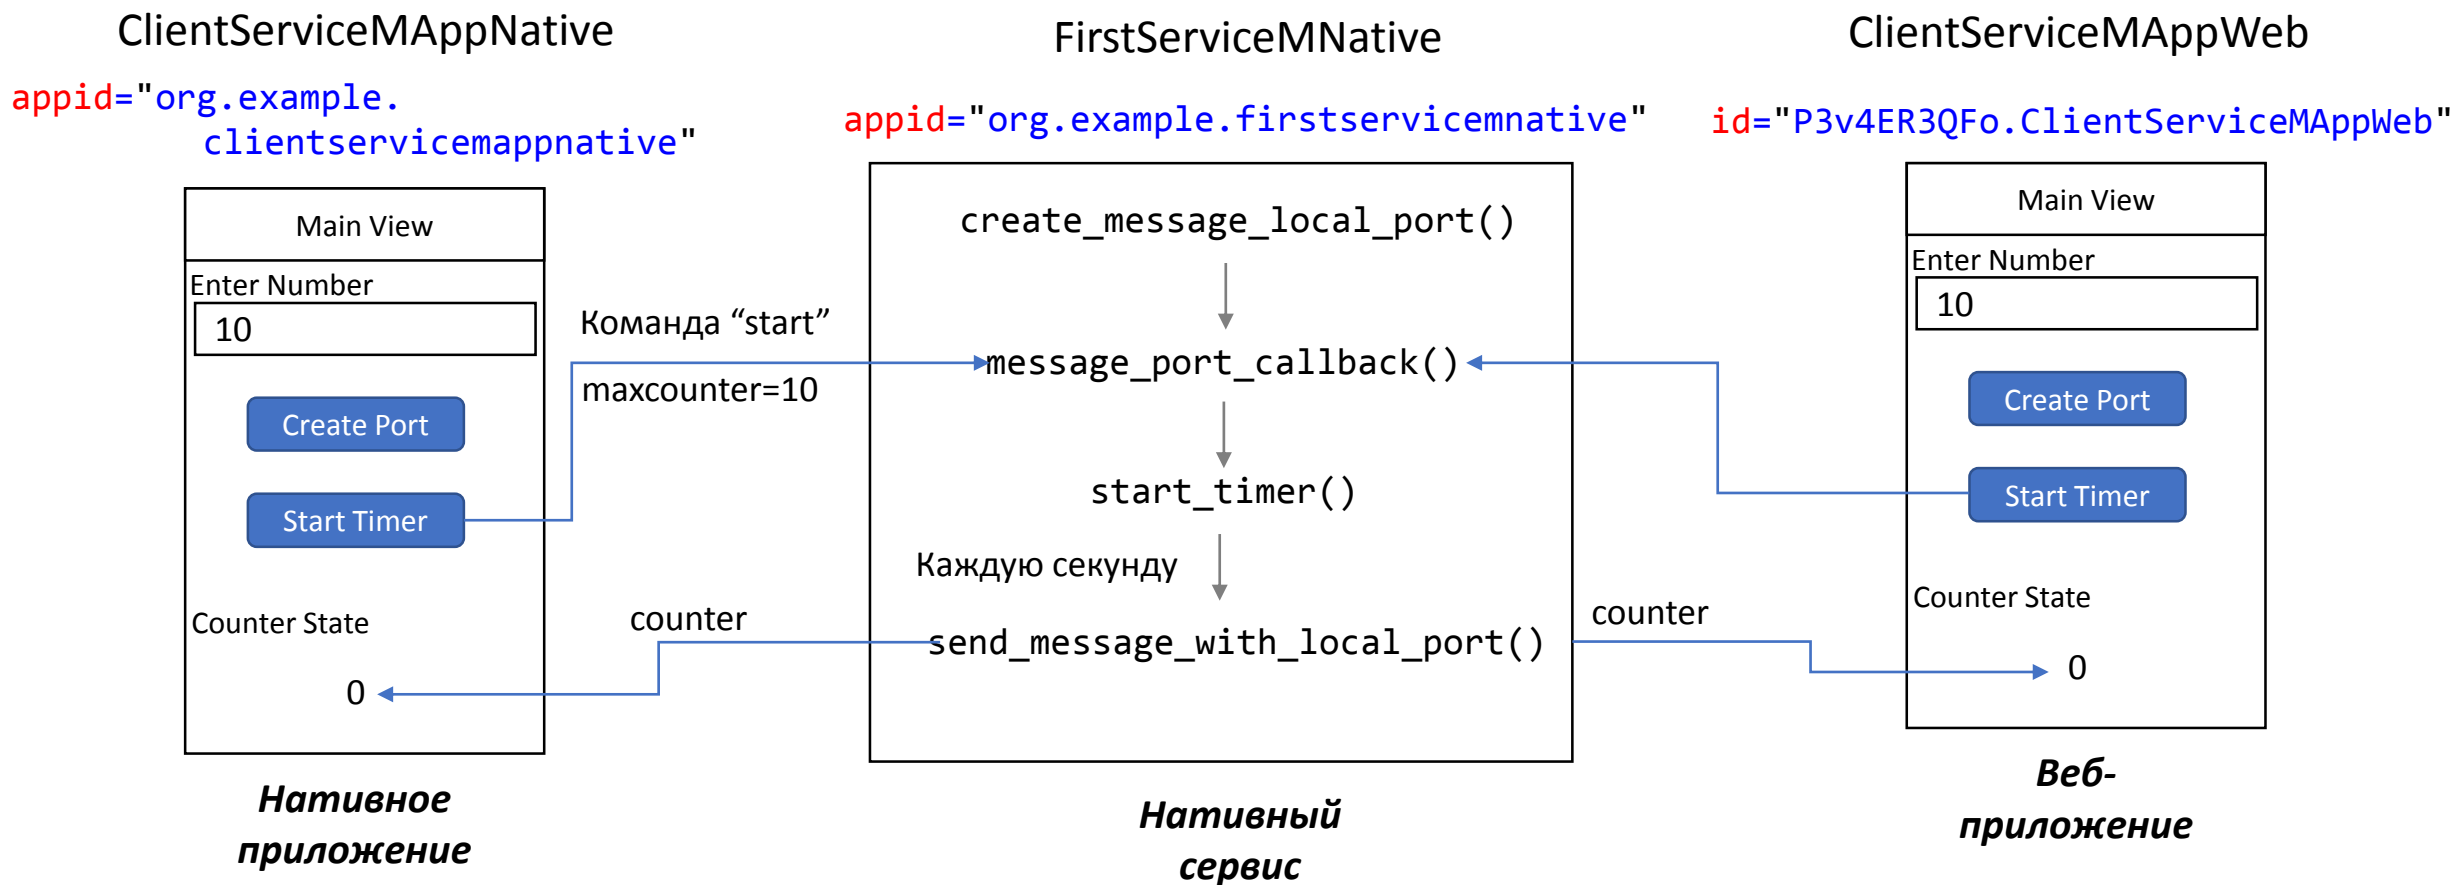 ClientServiceMAppNative
appid="org.example.
clientservicemappnative"
Main View
Enter Number
10
Create Port
Start Timer
Counter State
0
Нативное
приложение
Команда “start”
maxcounter=10
counter
FirstServiceMNative
appid="org.example.firstservicemnative"
create_message_local_port()
message_port_callback()
start_timer()
Каждую секунду
send_message_with_local_port()
Нативный
сервис
counter
ClientServiceMAppWeb
id="P3v4ER3QFo.ClientServiceMAppWeb"
Main View
Enter Number
10
Create Port
Start Timer
Counter State
0
Веб-
приложение